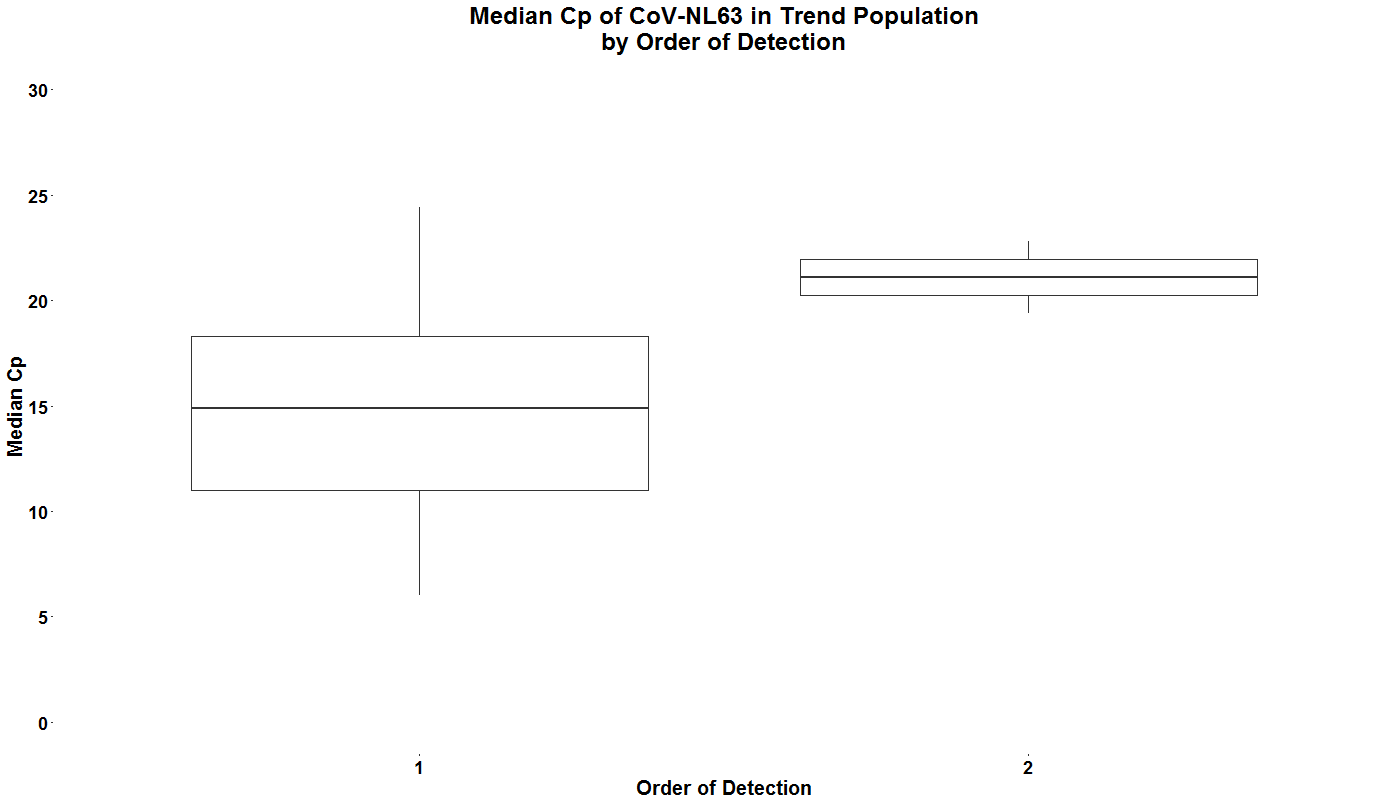 Median Cp of CoV-NL63 in Trend Population
by Order of Detection
30
25
20
15
10
5
0
Median Cp
1
2
Order of Detection